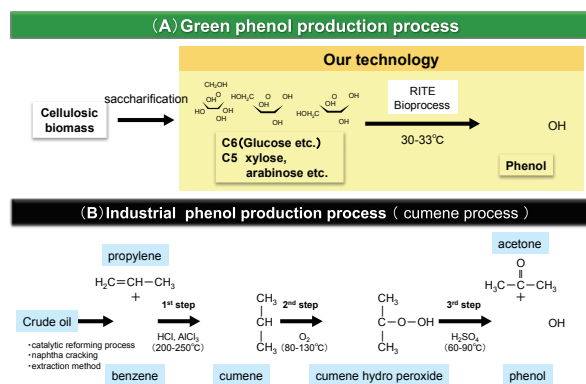 (A) Green phenol production process
Our technology
saccharification
Cellosic
biomass
CH₂OH
O
OH
HO
OH
OH
HOH₂C
O
OH
OH
OH
HOH₂C
O
OH
OH
OH
C6(Glucose etc.)
C5 xylose,
arabinose etc.
RITE
Bioprocess
30-33℃
OH
Phenol
(B)Industrial phenol production process ( cumene process )
propylene
H₂C=CH-CH₃
+
Crude oil
・catalytic reforming process
・naphtha cracking
・extraction method
benzene
1st step
HCl, AlCl₃
(200-250℃)
CH₃
CH
CH₃
cumene
2nd step
O₂
(80-130℃)
CH₃
C-O-OH
CH₃
cumene hydro peroxide
3rd step
H₂SO₄
(60-90℃)
acetone
O
H₃C-C-CH₃
+
OH
phenol